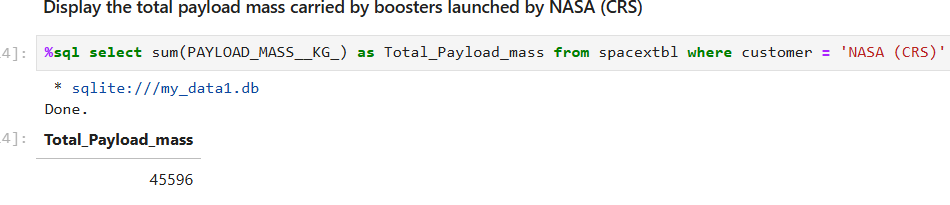 Display the total payload mass carried by boosters launched by NASA (CRS)
4]: %sql select sum(PAYLOAD_MASS__KG_) as Total_Payload_mass from spacextbl where customer = 'NASA (CRS)'
* sqlite:///my_data1.db
Done.
4]: Total_Payload_mass
45596